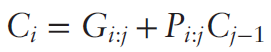 C_i = G_{i:j} + P_{i:j}C_{j−1}